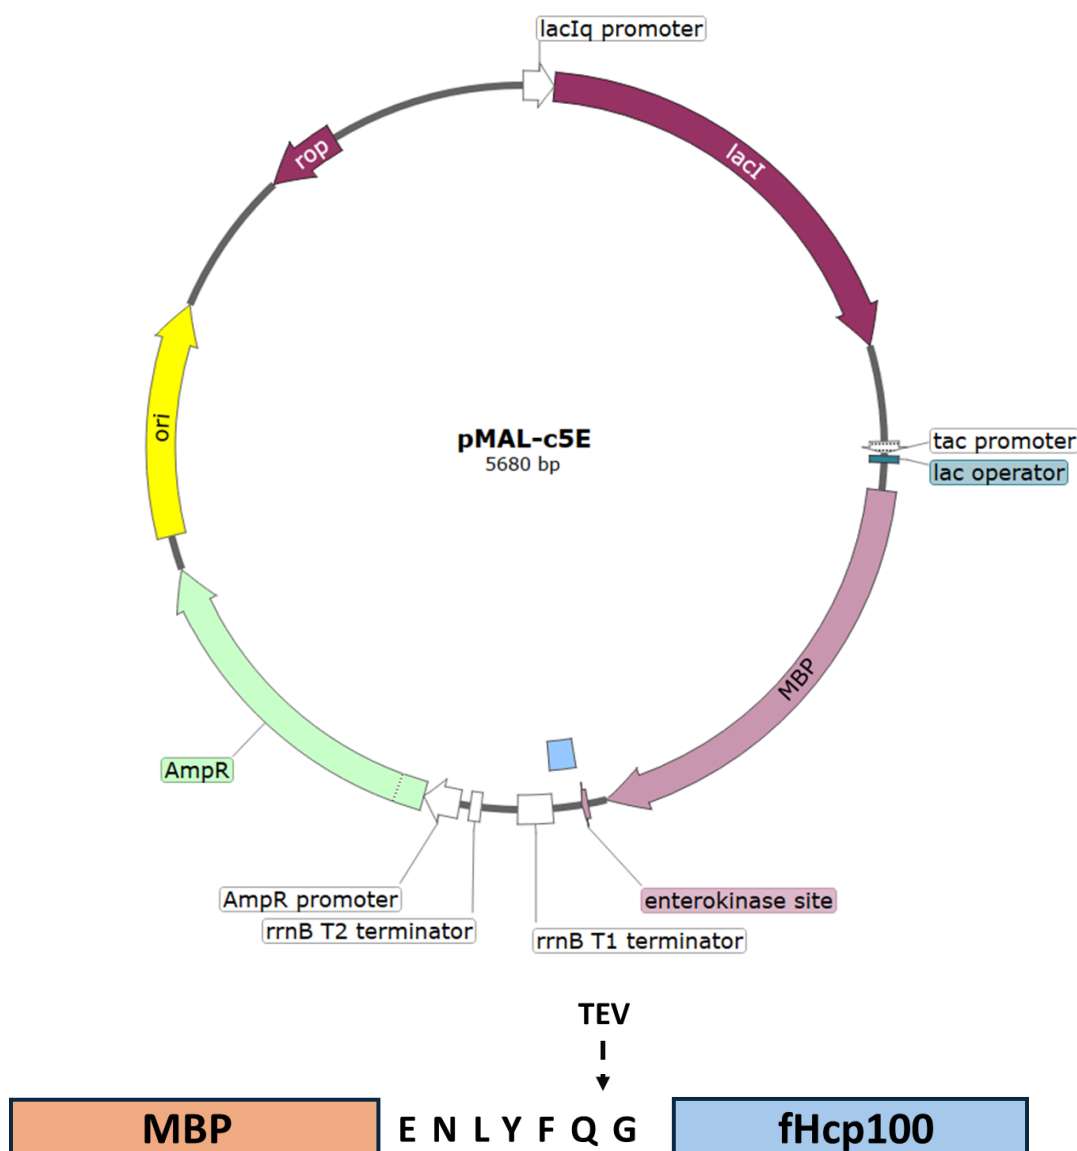 lacIq promoter
lacI
rop
tac promoter
lac operator
pMAL-c5E
5680 bp
ori
MBP
AmpR
AmpR promoter
enterokinase site
rrnB T2 terminator
rrnB T1 terminator
TEV
MBP E N L Y F Q G fHcp100